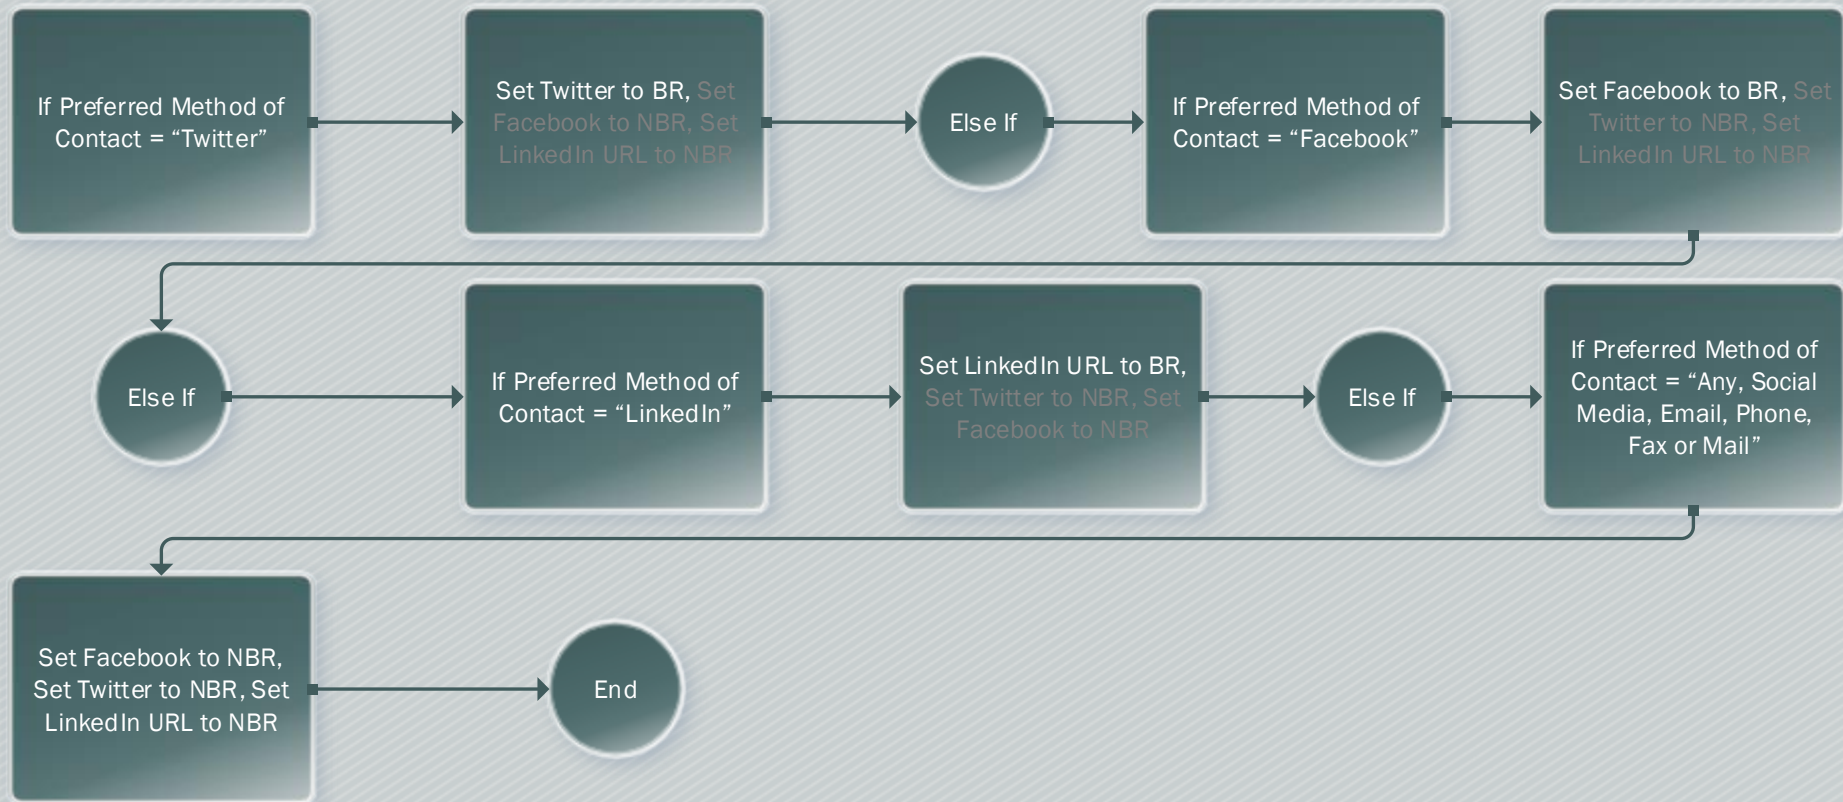 If Preferred Method of
Contact = “Twitter”
Set Twitter to BR, Set
Facebook to NBR, Set
LinkedIn URL to NBR
Else If
If Preferred Method of
Contact = “Facebook”
Set Facebook to BR, Set
Twitter to NBR, Set
LinkedIn URL to NBR
Else If
If Preferred Method of
Contact = “LinkedIn”
Set LinkedIn URL to BR,
Set Twitter to NBR, Set
Facebook to NBR
Else If
If Preferred Method of
Contact = “Any, Social
Media, Email, Phone,
Fax or Mail”
Set Facebook to NBR,
Set Twitter to NBR, Set
LinkedIn URL to NBR
End